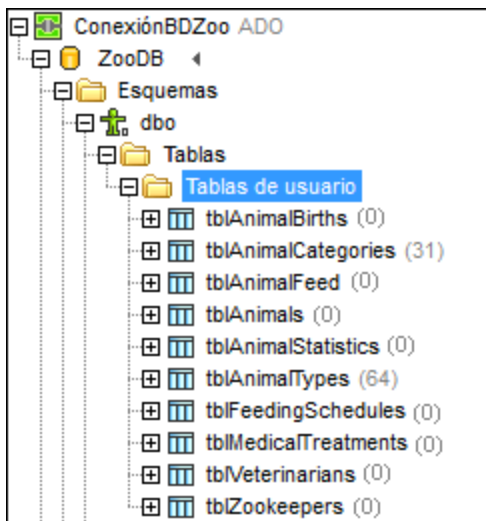 ConexiónBDZoo ADO
ZooDB
Esquemas
dbo
Tablas
Tablas de usuario
tblAnimalBirths (0)
tblAnimalCategories (31)
tblAnimalFeed (0)
tblAnimals (0)
tblAnimalStatistics (0)
tblAnimalTypes (64)
tblFeedingSchedules (0)
tblMedicalTreatments (0)
tblVeterinarians (0)
tblZookeepers (0)